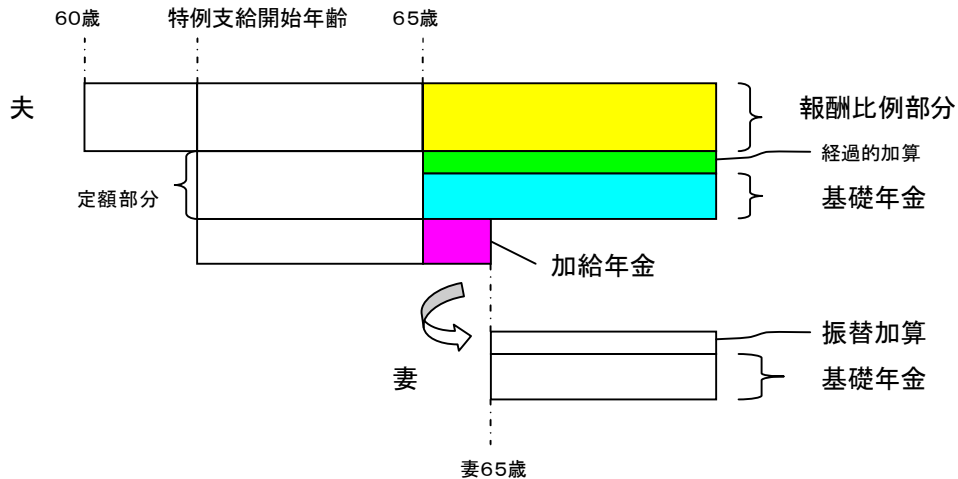 60歳
特例支給開始年齢
65歳
夫
報酬比例部分
経過的加算
定額部分
基礎年金
加給年金
振替加算
妻
基礎年金
妻65歳